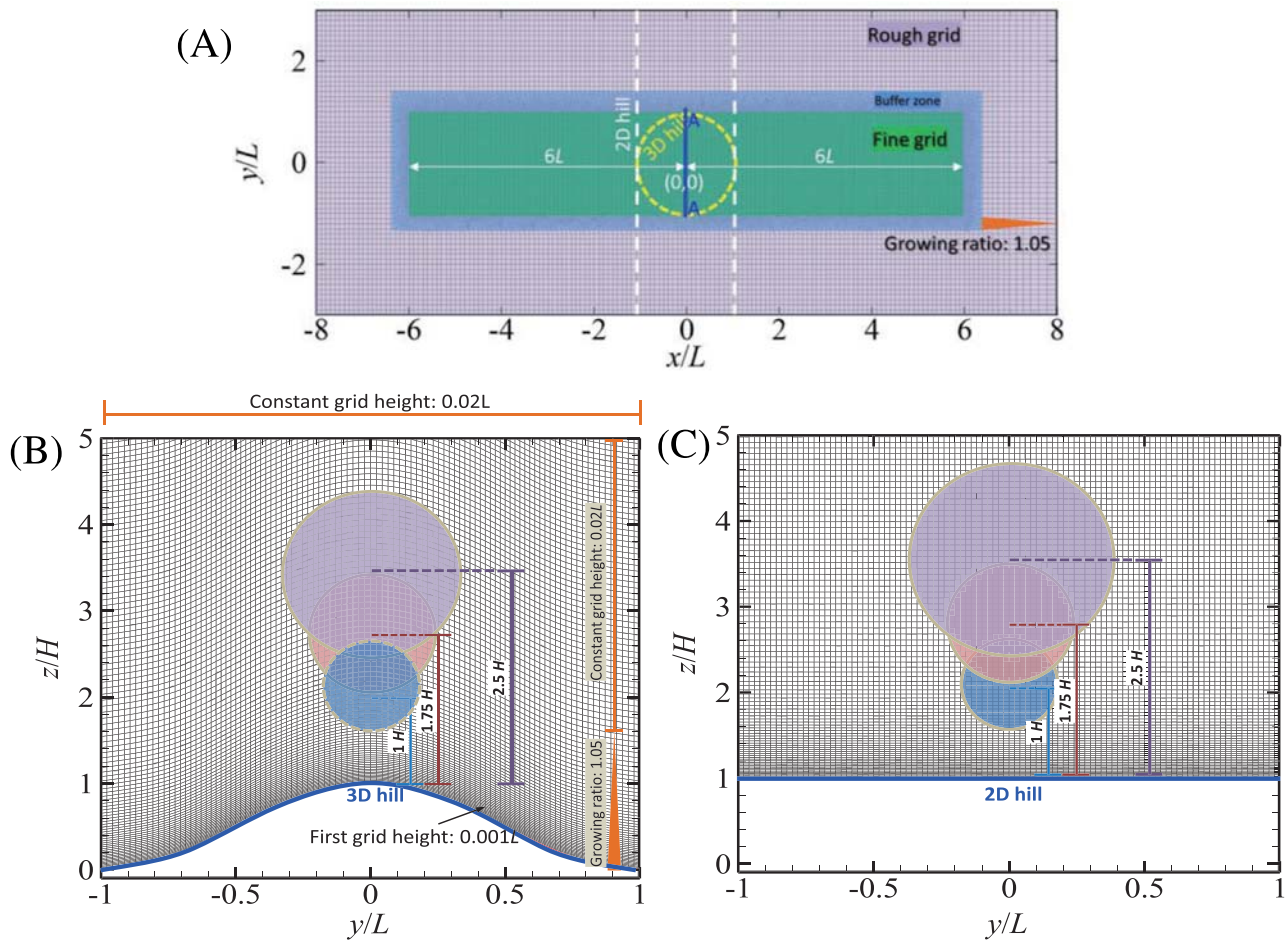 (A)
Rough grid
Buffer zone
Fine grid
2D hill
3D hill
A
6L
6L
(0,0)
A
Growing ratio: 1.05
y/L
2
0
-2
-8
-6
-4
-2
0
2
4
6
8
x/L
Constant grid height: 0.02L
(B)
z/H
5
4
3
2
1
0
Constant grid height: 0.02L
2.5 H
1.75 H
1 H
Growing ratio: 1.05
3D hill
First grid height: 0.001L
-1
-0.5
0
0.5
1
y/L
(C)
z/H
5
4
3
2
1
0
2.5 H
1.75 H
1 H
2D hill
-1
-0.5
0
0.5
1
y/L